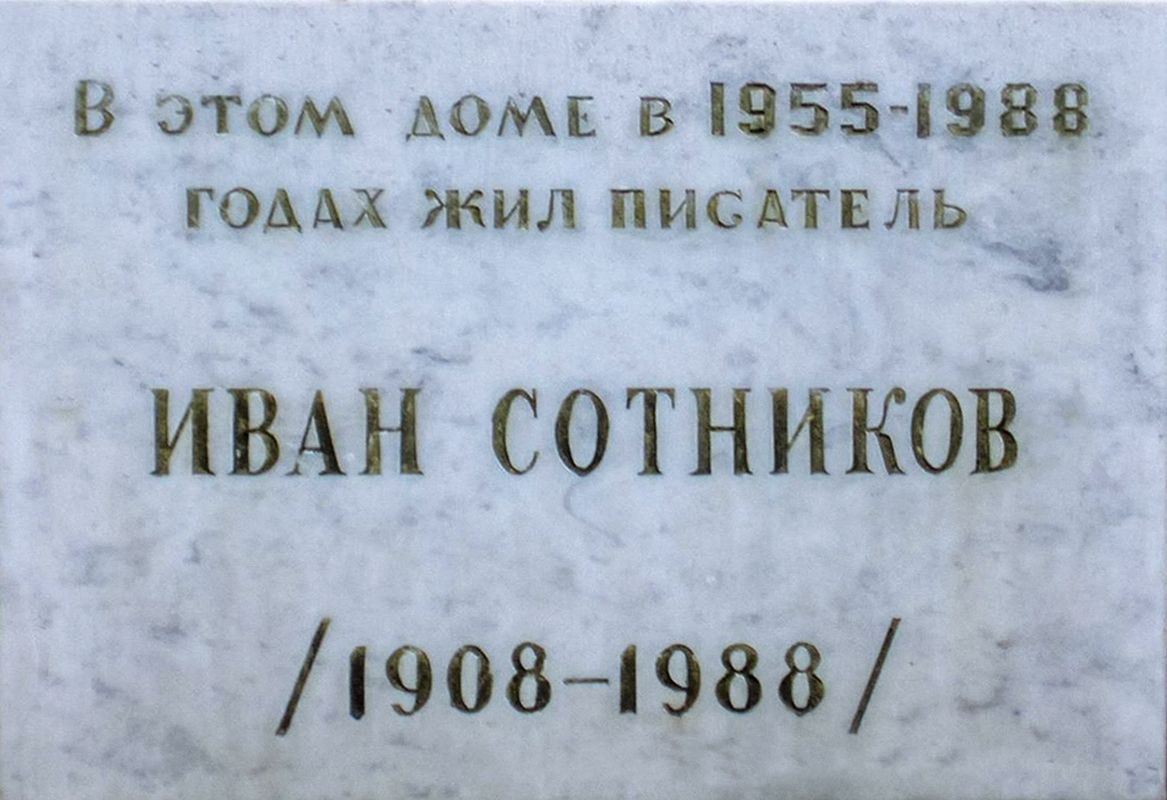 В ЭТОМ ДОМЕ В 1955-1988
ГОДАХ ЖИЛ ПИСАТЕЛЬ
ИВАН СОТНИКОВ
/1908-1988/